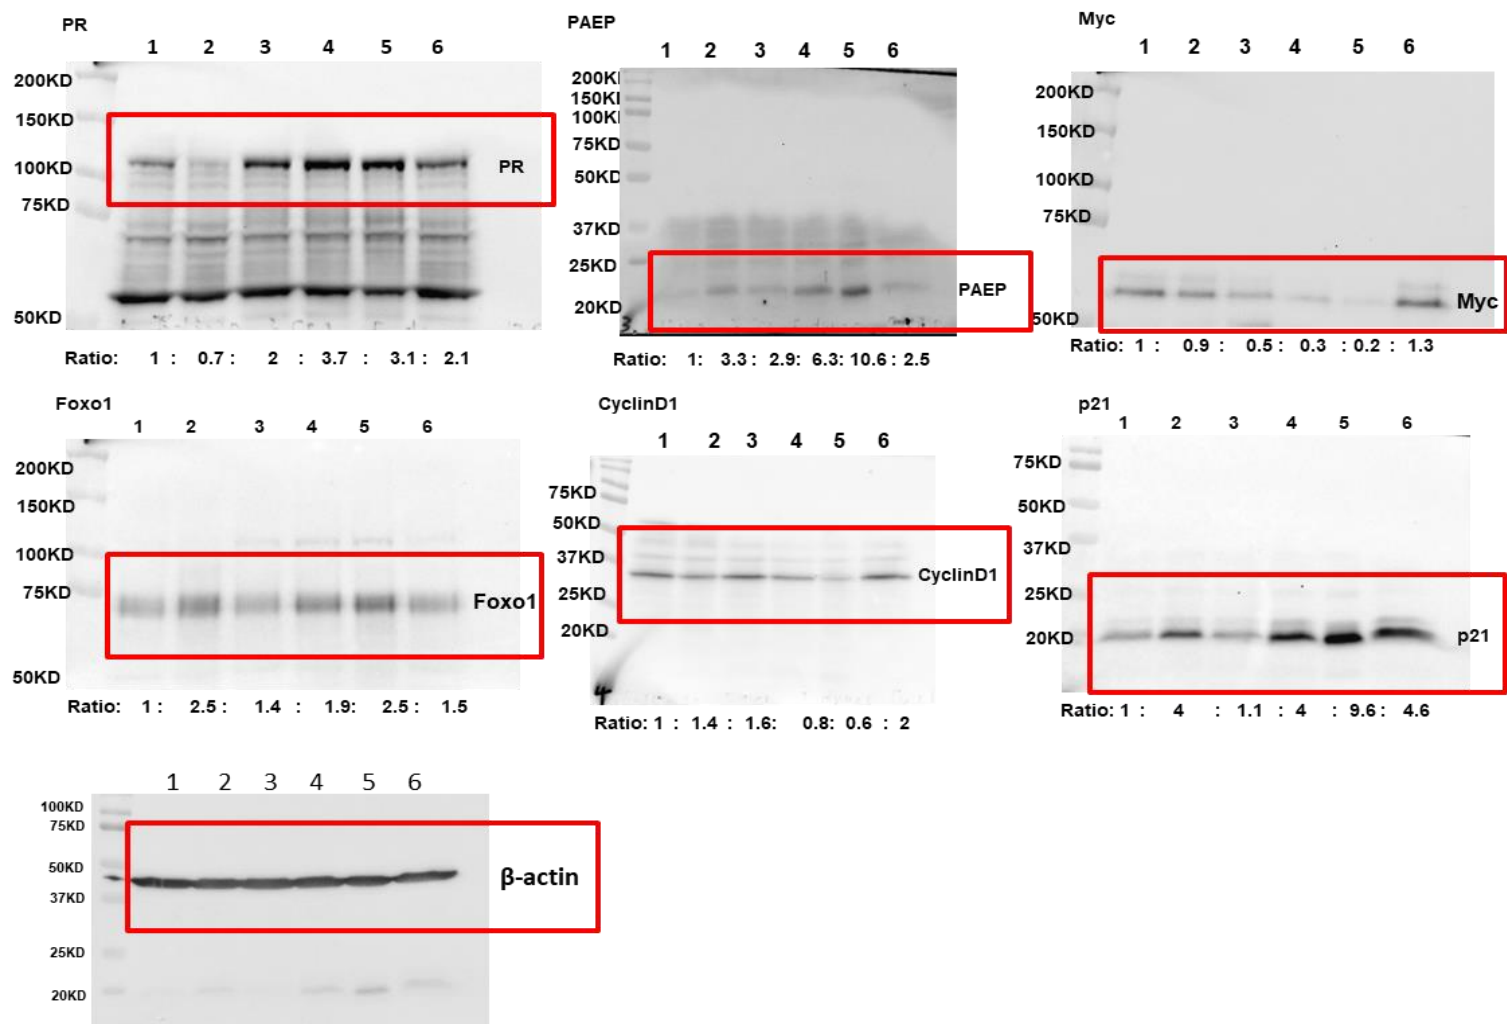 PR
1 2 3 4 5 6
200KD
150KD
100KD
75KD
50KD
PR
Ratio: 1 : 0.7 : 2 : 3.7 : 3.1 : 2.1
PAEP
1 2 3 4 5 6
200KI
150KI
100KI
75KD
50KD
37KD
25KD
20KD
PAEP
3.
Ratio: 1: 3.3 : 2.9: 6.3: 10.6 : 2.5
Myc
1 2 3 4 5 6
200KD
150KD
100KD
75KD
50KD
Myc
Ratio: 1 : 0.9 : 0.5 : 0.3 : 0.2 : 1.3
Foxo1
1 2 3 4 5 6
200KD
150KD
100KD
75KD
50KD
Foxo1
Ratio: 1 : 2.5 : 1.4 : 1.9: 2.5 : 1.5
CyclinD1
1 2 3 4 5 6
75KD
50KD
37KD
25KD
20KD
CyclinD1
4
Ratio: 1 : 1.4 : 1.6: 0.8: 0.6 : 2
p21
1 2 3 4 5 6
75KD
50KD
37KD
25KD
20KD
p21
Ratio: 1 : 4 : 1.1 : 4 : 9.6 : 4.6
1 2 3 4 5 6
100KD
75KD
50KD
37KD
25KD
20KD
β-actin